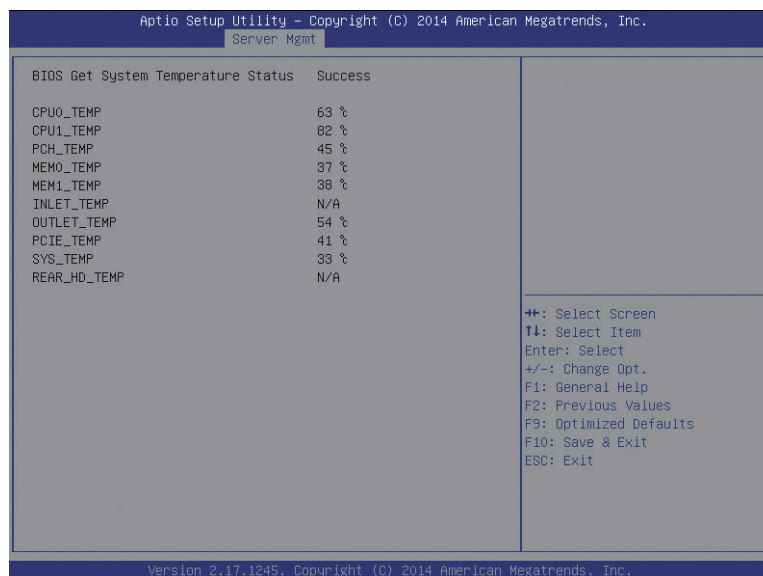 Aptio Setup Utility – Copyright (C) 2014 American Megatrends, Inc.
Server Mgmt
BIOS Get System Temperature Status Success
CPU0_TEMP 63 ℃
CPU1_TEMP 82 ℃
PCH_TEMP 45 ℃
MEM0_TEMP 37 ℃
MEM1_TEMP 38 ℃
INLET_TEMP N/A
OUTLET_TEMP 54 ℃
PCIE_TEMP 41 ℃
SYS_TEMP 33 ℃
REAR_HD_TEMP N/A
→←: Select Screen
↑↓: Select Item
Enter: Select
+/-: Change Opt.
F1: General Help
F2: Previous Values
F9: Optimized Defaults
F10: Save & Exit
ESC: Exit
Version 2.17.1245. Copyright (C) 2014 American Megatrends, Inc.